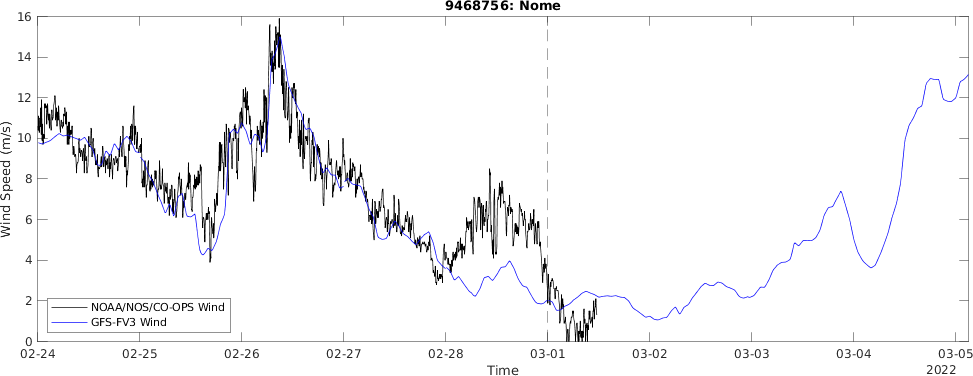 9468756: Nome
16
14
12
10
8
6
4
2
0
Wind Speed (m/s)
NOAA/NOS/CO-OPS Wind
GFS-FV3 Wind
02-24 02-25 02-26 02-27 02-28 03-01 03-02 03-03 03-04 03-05
Time
2022